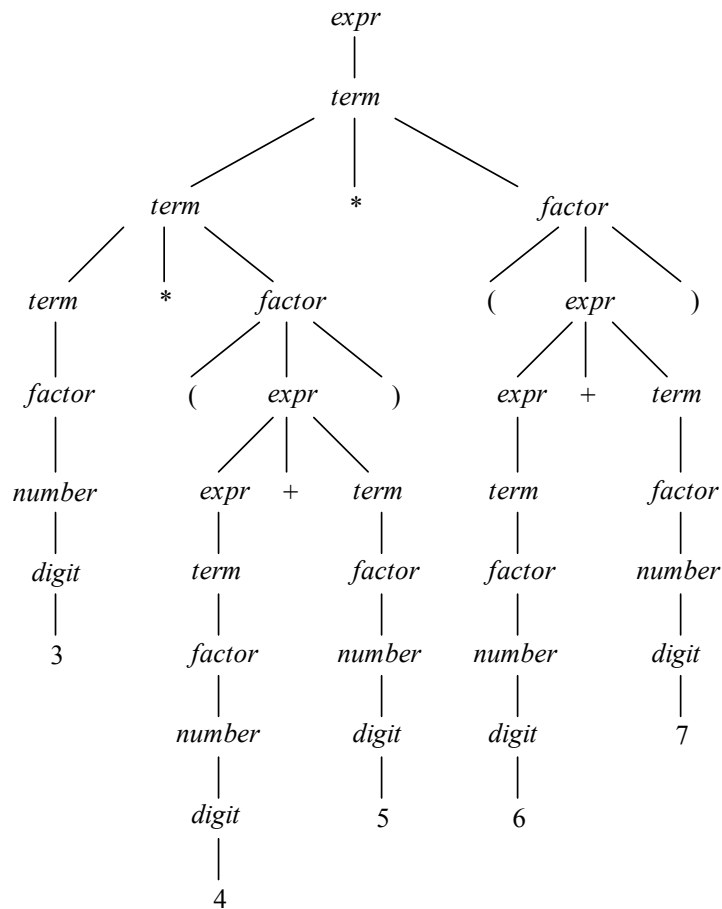 expr
term
term * factor
term * factor ( expr )
factor ( expr ) expr + term
number expr + term term factor
digit term factor factor number
3 factor number number digit
number digit digit 7
digit 5 6
4